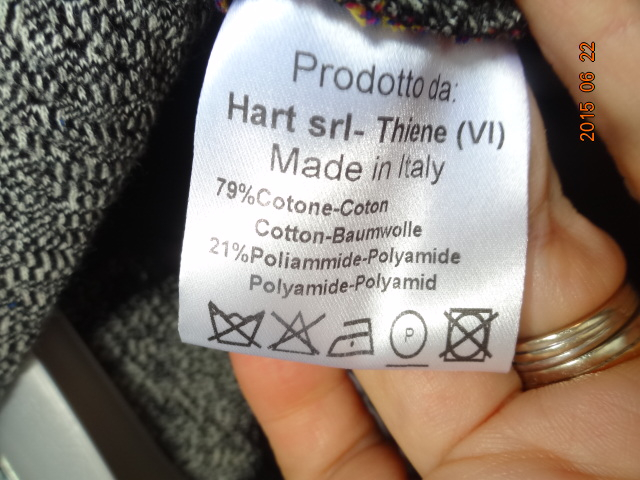 Prodotto da:
Hart srl- Thiene (VI)
Made in Italy
79%Cotone-Coton
Cotton-Baumwolle
21%Poliammide-Polyamide
Polyamide-Polyamid
P
2015 06 22